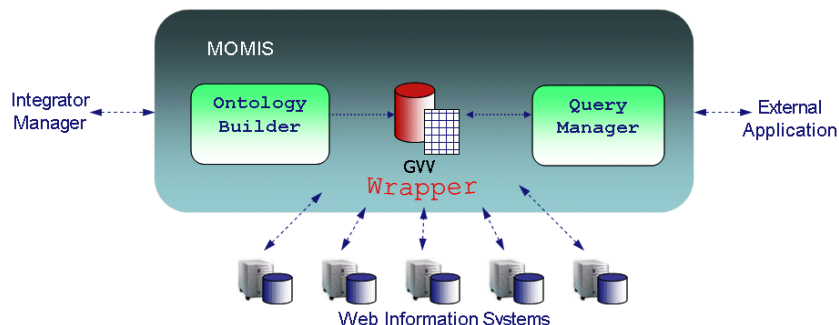 MOMIS
Integrator
Manager
Ontology
Builder
GVV
Wrapper
Query
Manager
External
Application
Web Information Systems